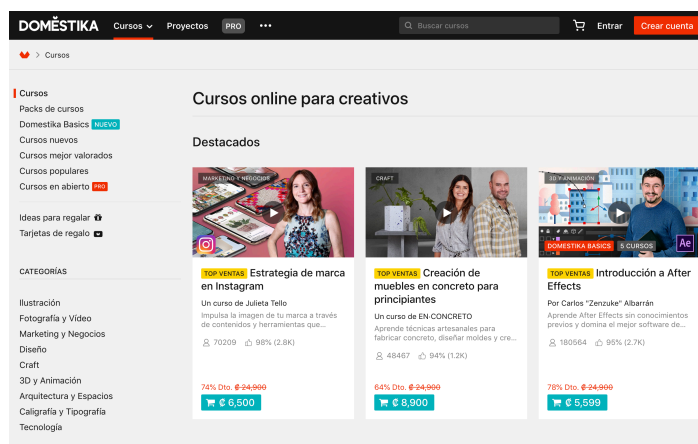 DOMĚSTIKA Cursos Proyectos PRO ••• Buscar cursos Entrar Crear cuenta
> Cursos
Cursos
Packs de cursos
Domestika Basics NUEVO
Cursos nuevos
Cursos mejor valorados
Cursos populares
Cursos en abierto PRO
Ideas para regalar
Tarjetas de regalo
CATEGORÍAS
Ilustración
Fotografía y Vídeo
Marketing y Negocios
Diseño
Craft
3D y Animación
Arquitectura y Espacios
Caligrafía y Tipografía
Tecnología
Cursos online para creativos
Destacados
MARKETING Y NEGOCIOS
TOP VENTAS Estrategia de marca
en Instagram
Un curso de Julieta Tello
Impulsa la imagen de tu marca a través
de contenidos y herramientas que...
70209 98% (2.8K)
74% Dto. ₡ 24,900
₡ 6,500
CRAFT
TOP VENTAS Creación de
muebles en concreto para
principiantes
Un curso de EN·CONCRETO
Aprende técnicas artesanales para
fabricar concreto, diseñar moldes y cre...
48467 94% (1.2K)
64% Dto. ₡ 24,900
₡ 8,900
3D Y ANIMACIÓN
DOMESTIKA BASICS 5 CURSOS
Ae
TOP VENTAS Introducción a After
Effects
Por Carlos "Zenzuke" Albarrán
Aprende After Effects sin conocimientos
previos y domina el mejor software de...
180564 95% (2.7K)
78% Dto. ₡ 24,900
₡ 5,599